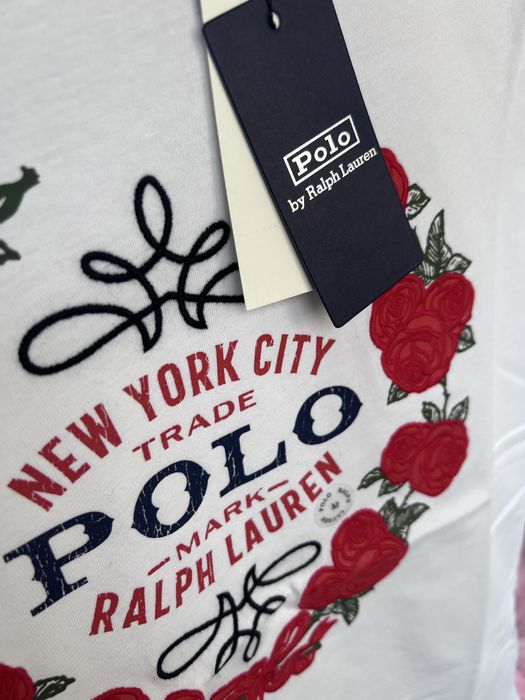 Polo
by Ralph Lauren
NEW YORK CITY
TRADE
POLO
—MARK—
RALPH LAUREN